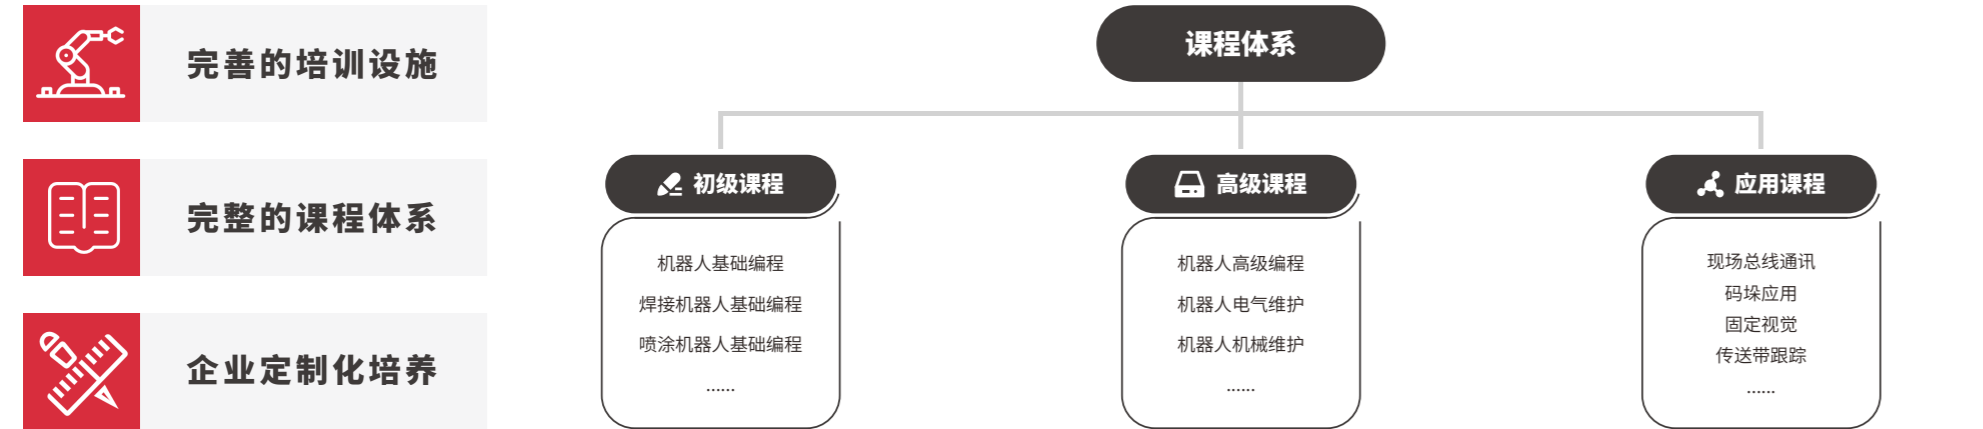 完善的培训设施
完整的课程体系
企业定制化培养
课程体系
初级课程
机器人基础编程
焊接机器人基础编程
喷涂机器人基础编程
......
高级课程
机器人高级编程
机器人电气维护
机器人机械维护
......
应用课程
现场总线通讯
码垛应用
固定视觉
传送带跟踪
......